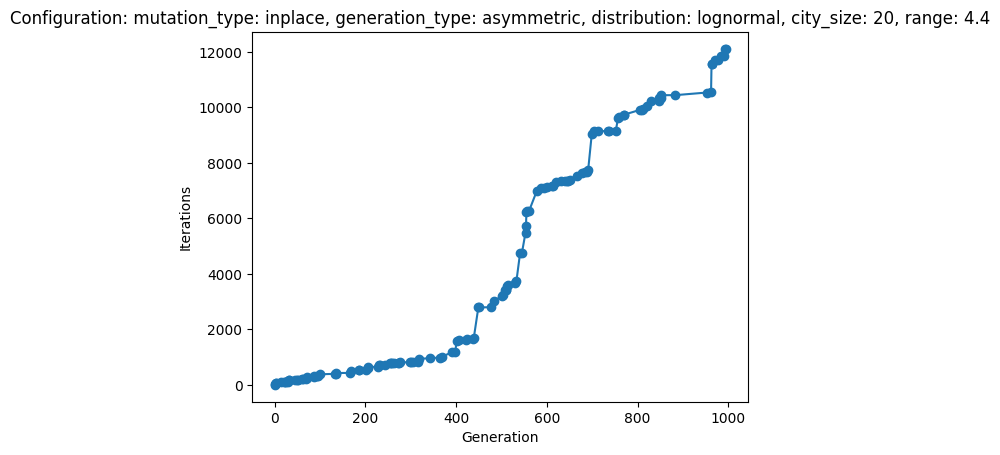 Configuration: mutation_type: inplace, generation_type: asymmetric, distribution: lognormal, city_size: 20, range: 4.4
12000
10000
8000
6000
4000
2000
0
Iterations
0 200 400 600 800 1000
Generation